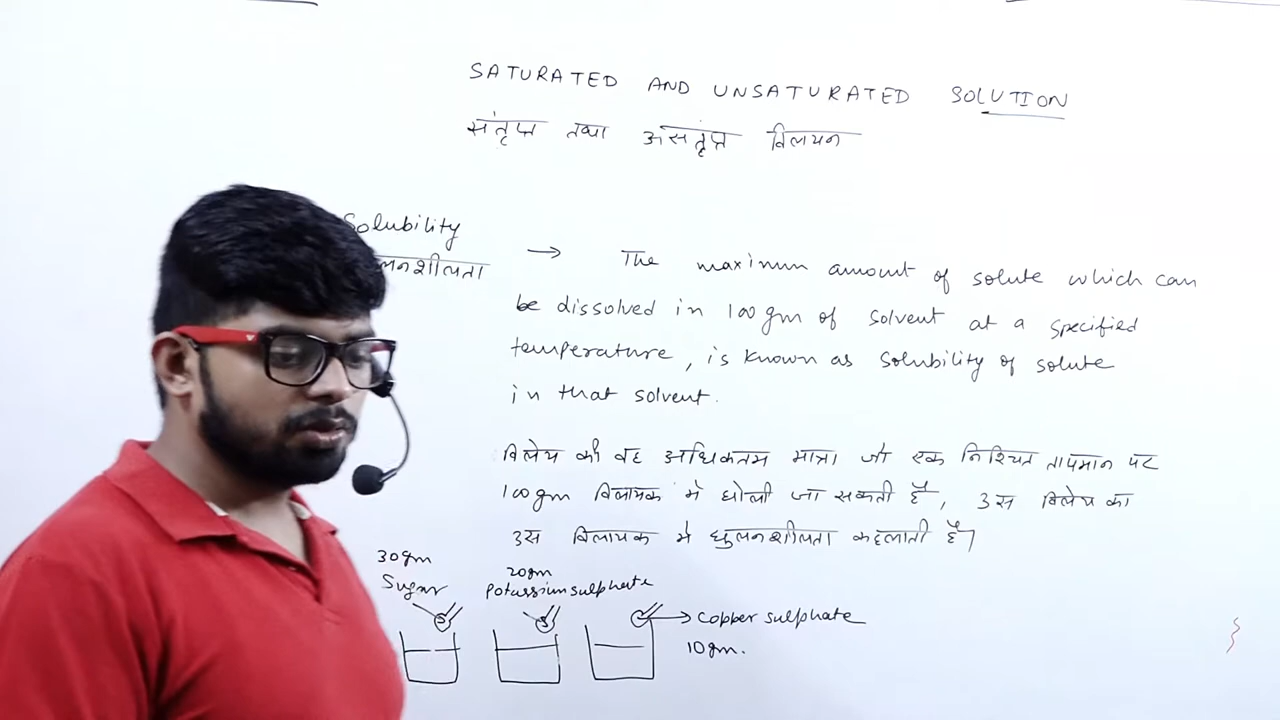 SATURATED AND UNSATURATED SOLUTION
संतृप्त तथा असंतृप्त विलयन
Solubility
लनशीलता
→ The maximum amount of solute which can
be dissolved in 100gm of solvent at a specified
temperature, is known as solubility of solute
in that solvent.
विलेय की वह अधिकतम मात्रा जो एक निश्चित तापमान पर
100gm विलायक में घोली जा सकती है, उस विलेय का
उस विलायक में घुलनशीलता कहलाती है।
30gm
Sugar
20gm
Potassium sulphate
→ Copper sulphate
10gm.